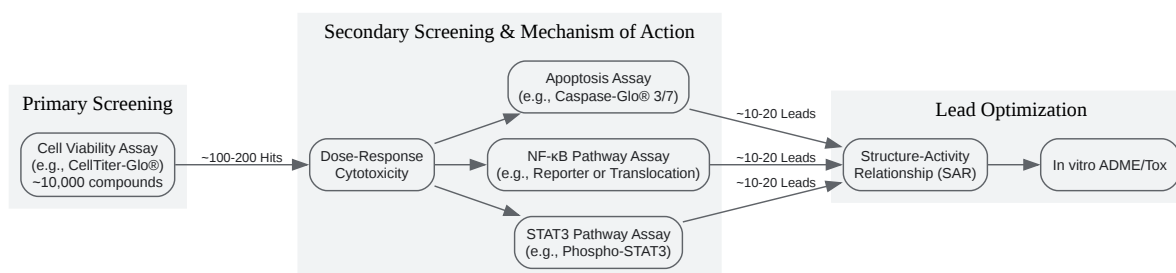 Primary Screening
Cell Viability Assay
(e.g., CellTiter-Glo®)
~10,000 compounds
~100-200 Hits
Secondary Screening & Mechanism of Action
Dose-Response
Cytotoxicity
Apoptosis Assay
(e.g., Caspase-Glo® 3/7)
NF-κB Pathway Assay
(e.g., Reporter or Translocation)
STAT3 Pathway Assay
(e.g., Phospho-STAT3)
~10-20 Leads
~10-20 Leads
~10-20 Leads
Lead Optimization
Structure-Activity
Relationship (SAR)
In vitro ADME/Tox